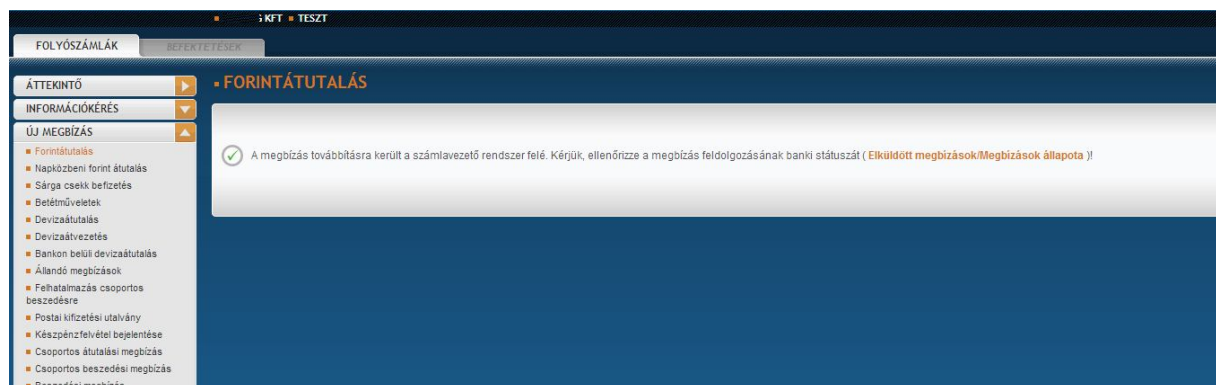 KFT ▪ TESZT
FOLYÓSZÁMLÁK
BEFEKTETÉSEK
ÁTTEKINTŐ
INFORMÁCIÓKÉRÉS
ÚJ MEGBÍZÁS
Forintátutalás
Napközbeni forint átutalás
Sárga csekk befizetés
Betétműveletek
Devizaátutalás
Devizaátvezetés
Bankon belüli devizaátutalás
Állandó megbízások
Felhatalmazás csoportos
beszedésre
Postai kifizetési utalvány
Készpénzfelvétel bejelentése
Csoportos átutalási megbízás
Csoportos beszedési megbízás
Beszedési megbízás
FORINTÁTUTALÁS
A megbízás továbbításra került a számlavezető rendszer felé. Kérjük, ellenőrizze a megbízás feldolgozásának banki státuszát ( Elküldött megbízások/Megbízások állapota )!